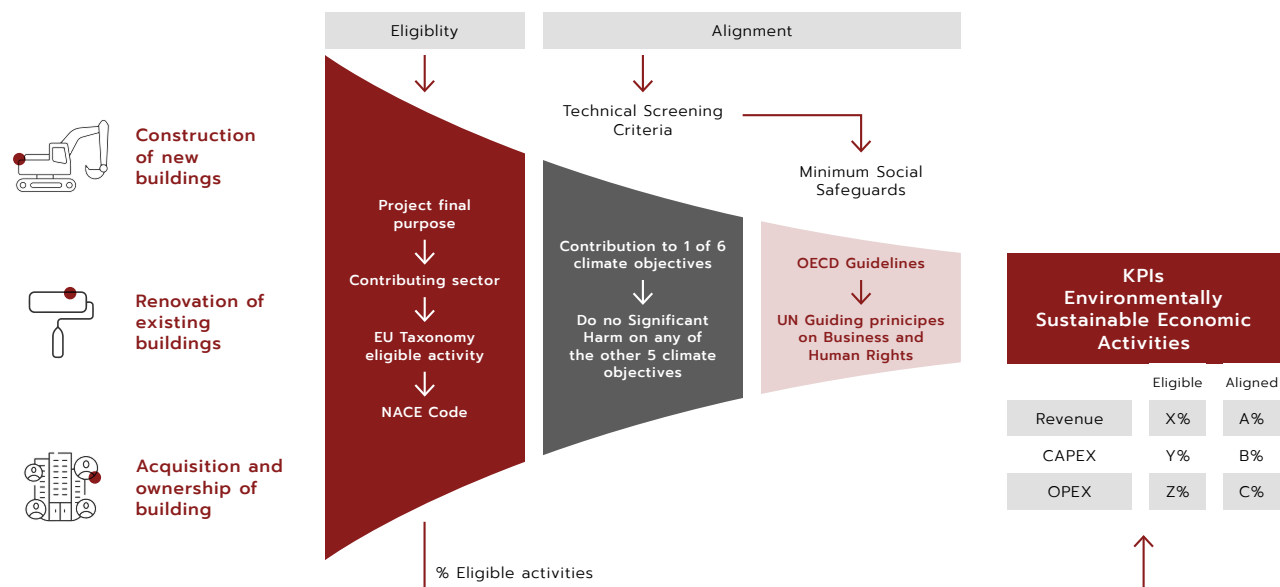 Eligiblity
Alignment
Technical Screening
Criteria
Minimum Social
Safeguards
Construction
of new
buildings
Renovation of
existing
buildings
Acquisition and
ownership of
building
Project final
purpose
Contributing sector
EU Taxonomy
eligible activity
NACE Code
Contribution to 1 of 6
climate objectives
Do no Significant
Harm on any of
the other 5 climate
objectives
OECD Guidelines
UN Guiding prinicipes
on Business and
Human Rights
KPIs
Environmentally
Sustainable Economic
Activities
Eligible Aligned
Revenue X% A%
CAPEX Y% B%
OPEX Z% C%
% Eligible activities